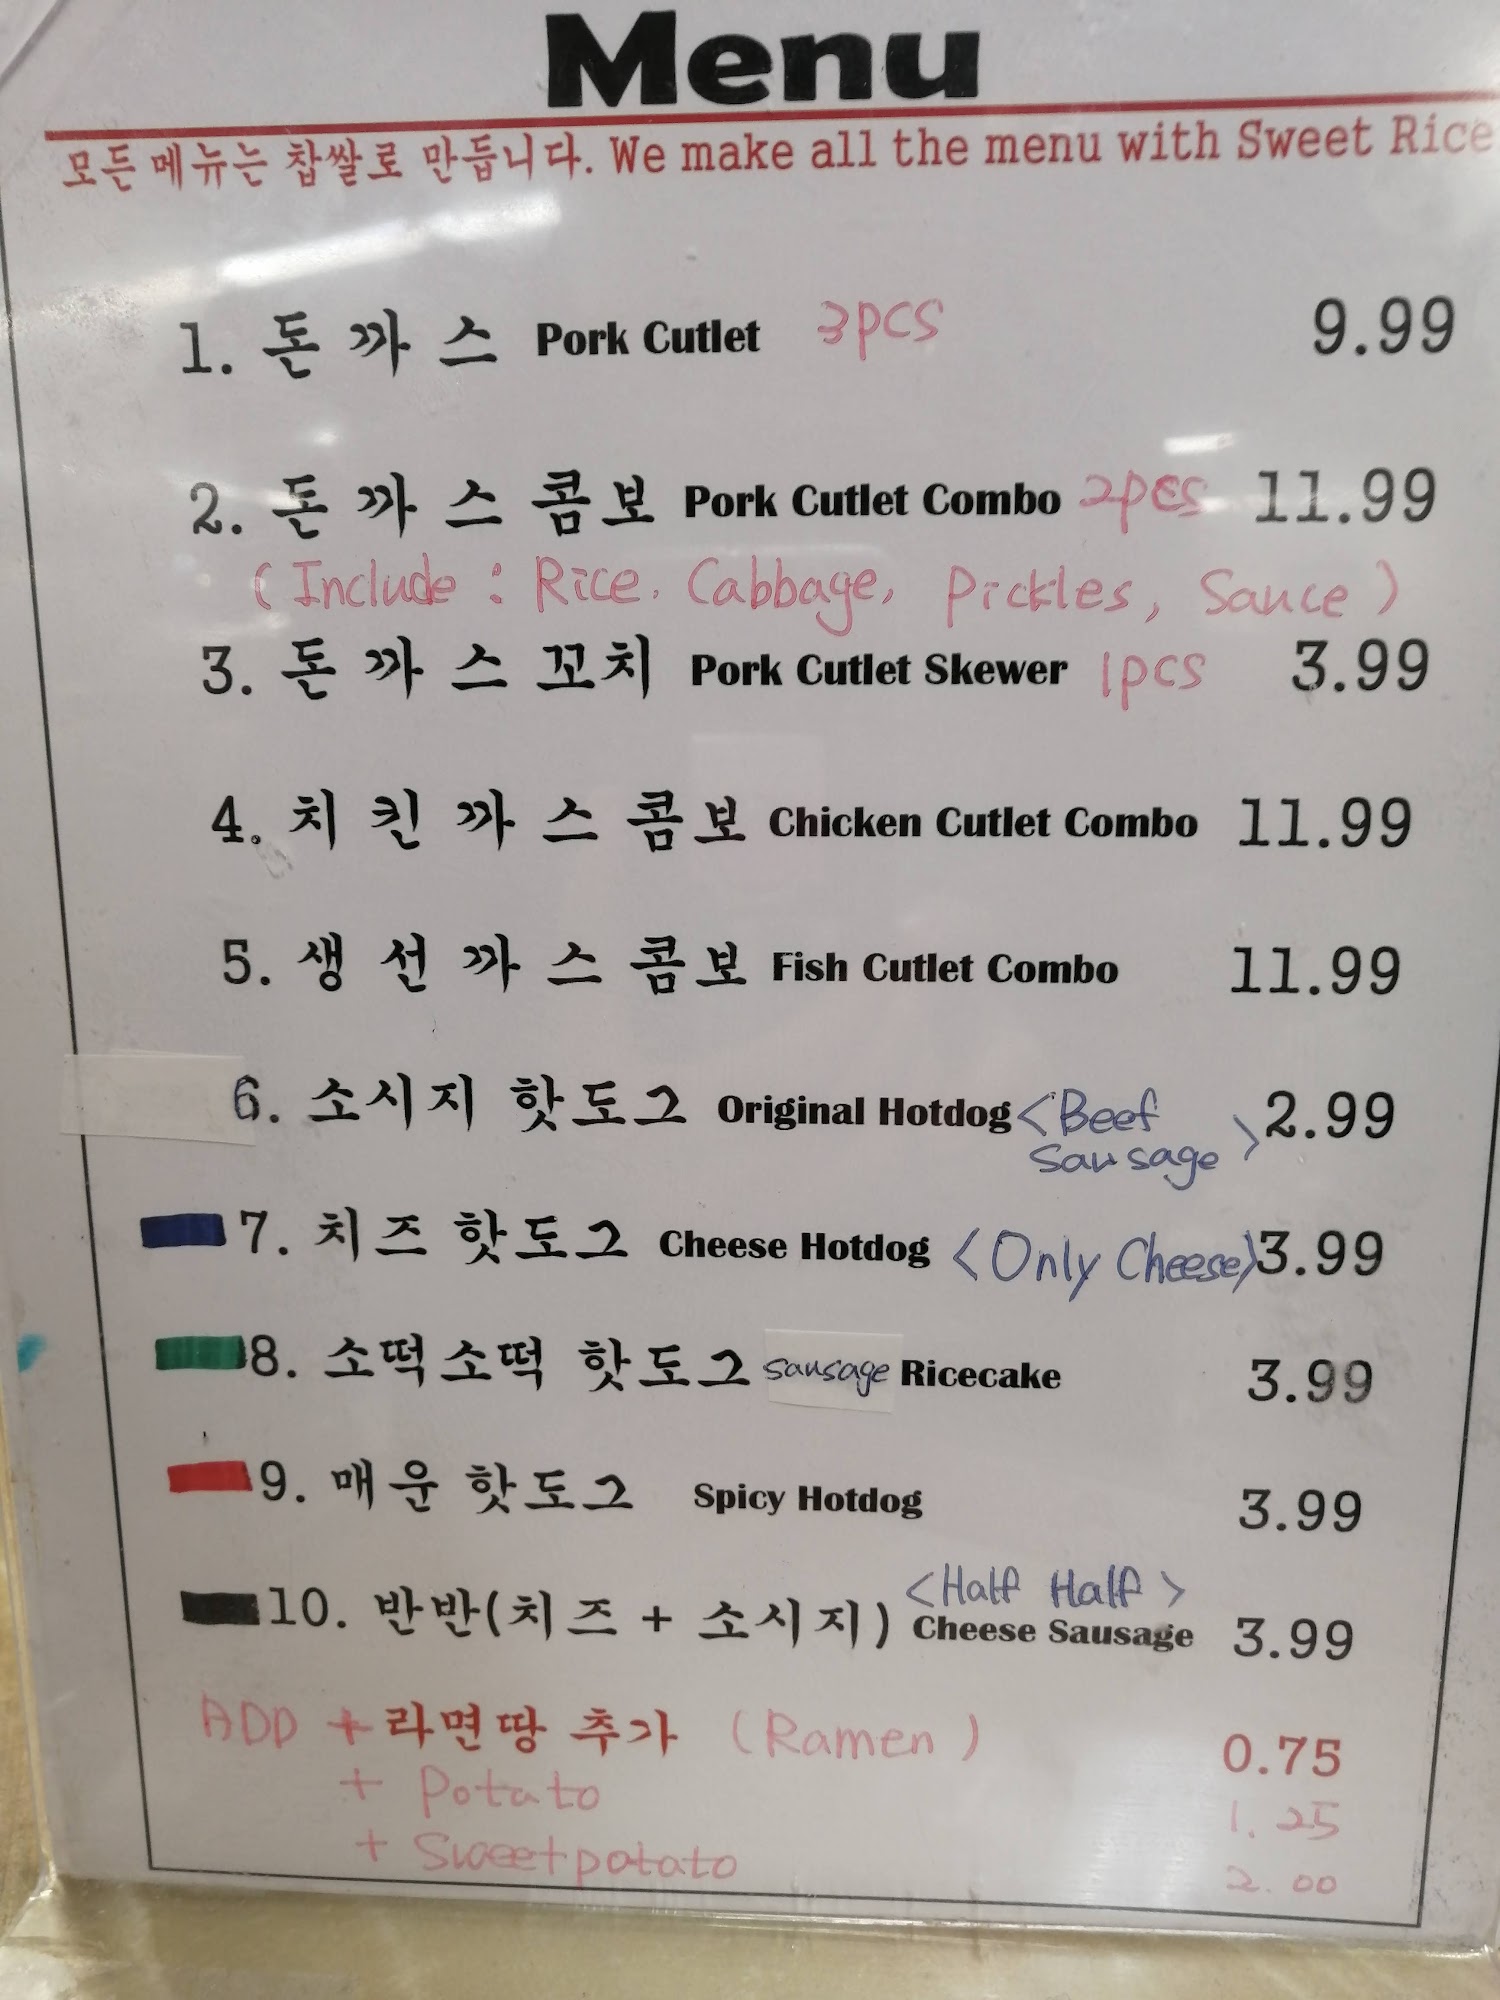 Menu
모든 메뉴는 찹쌀로 만듭니다. We make all the menu with Sweet Rice
1. 돈 까 스 Pork Cutlet 3pcs 9.99
2. 돈 까 스 콤 보 Pork Cutlet Combo 2pcs 11.99
(Include : Rice, Cabbage, Pickles, Sauce)
3. 돈 까 스 꼬 치 Pork Cutlet Skewer 1pcs 3.99
4. 치 킨 까 스 콤 보 Chicken Cutlet Combo 11.99
5. 생 선 까 스 콤 보 Fish Cutlet Combo 11.99
6. 소시지 핫도그 Original Hotdog <Beef Sausage> 2.99
7. 치즈 핫도그 Cheese Hotdog <Only Cheese> 3.99
8. 소떡소떡 핫도그 sausage Ricecake 3.99
9. 매운 핫도그 Spicy Hotdog 3.99
<Half Half>
10. 반반(치즈 + 소시지) Cheese Sausage 3.99
ADD + 라면땅 추가 (Ramen) 0.75
+ Potato 1.25
+ Sweetpotato 2.00